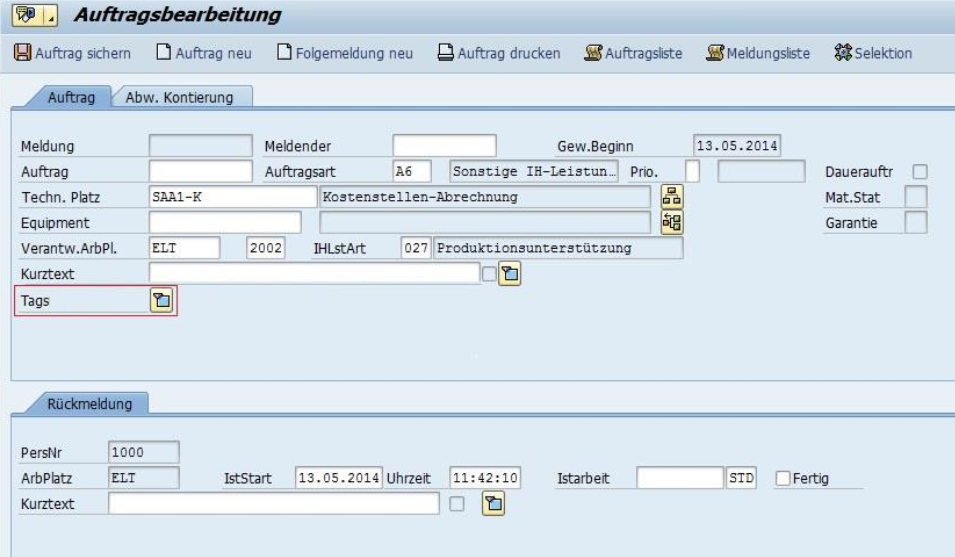 Auftragsbearbeitung
Auftrag sichern Auftrag neu Folgemeldung neu Auftrag drucken Auftragsliste Meldungsliste Selektion
Auftrag Abw. Kontierung
Meldung Meldender Gew.Beginn 13.05.2014
Auftrag Auftragsart A6 Sonstige IH-Leistun… Prio. Dauerauftr
Techn. Platz SAA1-K Kostenstellen-Abrechnung Mat.Stat
Equipment Garantie
Verantw.ArbPl. ELT 2002 IHLstArt 027 Produktionsunterstützung
Kurztext
Tags
Rückmeldung
PersNr 1000
ArbPlatz ELT IstStart 13.05.2014 Uhrzeit 11:42:10 Istarbeit STD Fertig
Kurztext